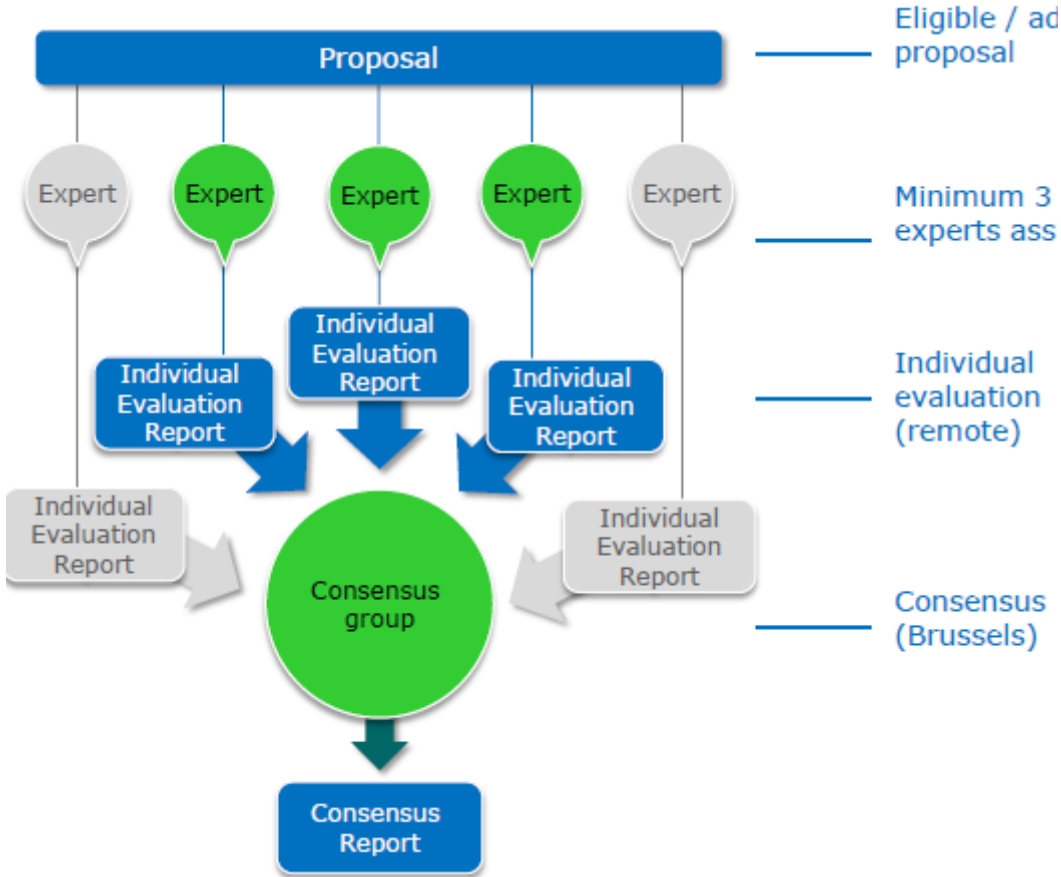 Proposal
Eligible / ad
proposal
Expert
Expert
Expert
Expert
Expert
Minimum 3
experts ass
Individual
Evaluation
Report
Individual
Evaluation
Report
Individual
Evaluation
Report
Individual
evaluation
(remote)
Individual
Evaluation
Report
Individual
Evaluation
Report
Consensus
group
Consensus
(Brussels)
Consensus
Report